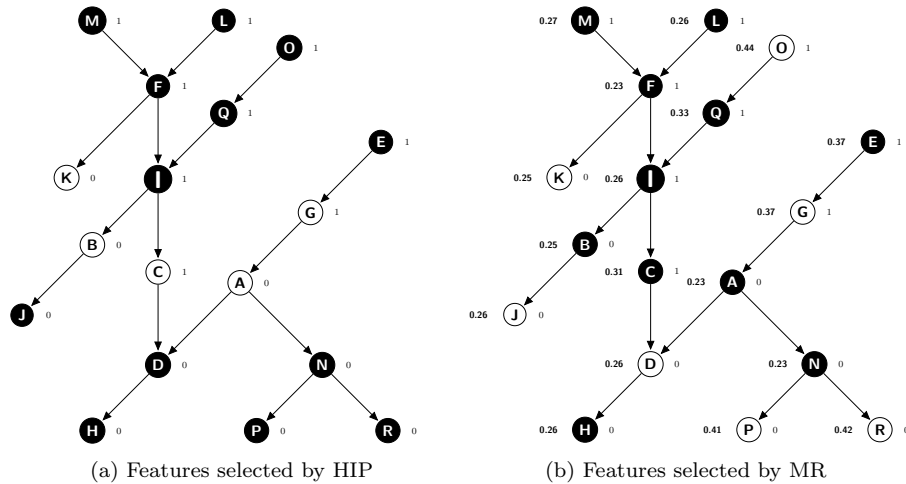 M 1 L 1
O 1
F 1
Q 1
E 1
K 0 I 1
G 1
B 0
C 1
A 0
J 0
D 0 N 0
H 0 P 0 R 0
(a) Features selected by HIP
0.27 M 1 0.26 L 1
0.44 O 1
0.23 F 1
0.33 Q 1
0.37 E 1
0.25 K 0 0.26 I 1
0.37 G 1
0.25 B 0
0.31 C 1
0.23 A 0
0.26 J 0
0.26 D 0 0.23 N 0
0.26 H 0 0.41 P 0 0.42 R 0
(b) Features selected by MR